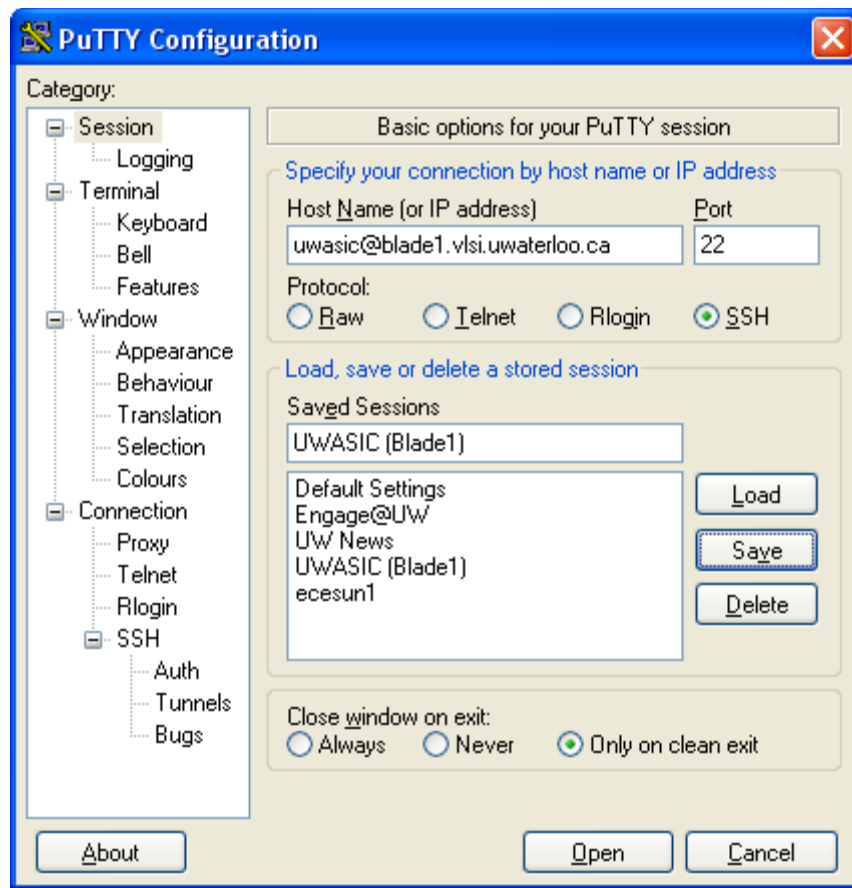 PuTTY Configuration
Category:
Session
Logging
Terminal
Keyboard
Bell
Features
Window
Appearance
Behaviour
Translation
Selection
Colours
Connection
Proxy
Telnet
Rlogin
SSH
Auth
Tunnels
Bugs
Basic options for your PuTTY session
Specify your connection by host name or IP address
Host Name (or IP address) Port
uwasic@blade1.vlsi.uwaterloo.ca 22
Protocol:
Raw Telnet Rlogin SSH
Load, save or delete a stored session
Saved Sessions
UWASIC (Blade1)
Default Settings
Engage@UW
UW News
UWASIC (Blade1)
ecesun1
Load
Save
Delete
Close window on exit:
Always Never Only on clean exit
About Open Cancel